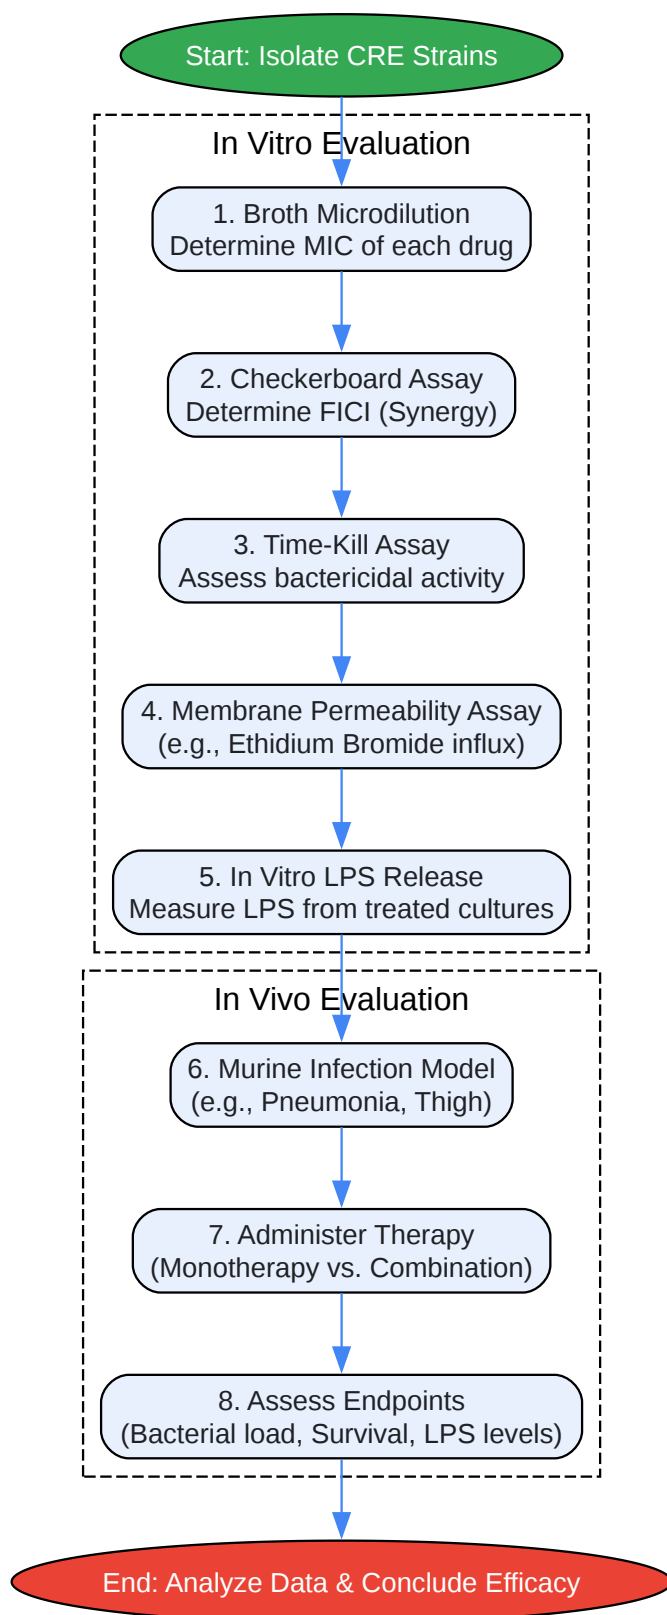 Start: Isolate CRE Strains
In Vitro Evaluation
1. Broth Microdilution
Determine MIC of each drug
2. Checkerboard Assay
Determine FICI (Synergy)
3. Time-Kill Assay
Assess bactericidal activity
4. Membrane Permeability Assay
(e.g., Ethidium Bromide influx)
5. In Vitro LPS Release
Measure LPS from treated cultures
In Vivo Evaluation
6. Murine Infection Model
(e.g., Pneumonia, Thigh)
7. Administer Therapy
(Monotherapy vs. Combination)
8. Assess Endpoints
(Bacterial load, Survival, LPS levels)
End: Analyze Data & Conclude Efficacy